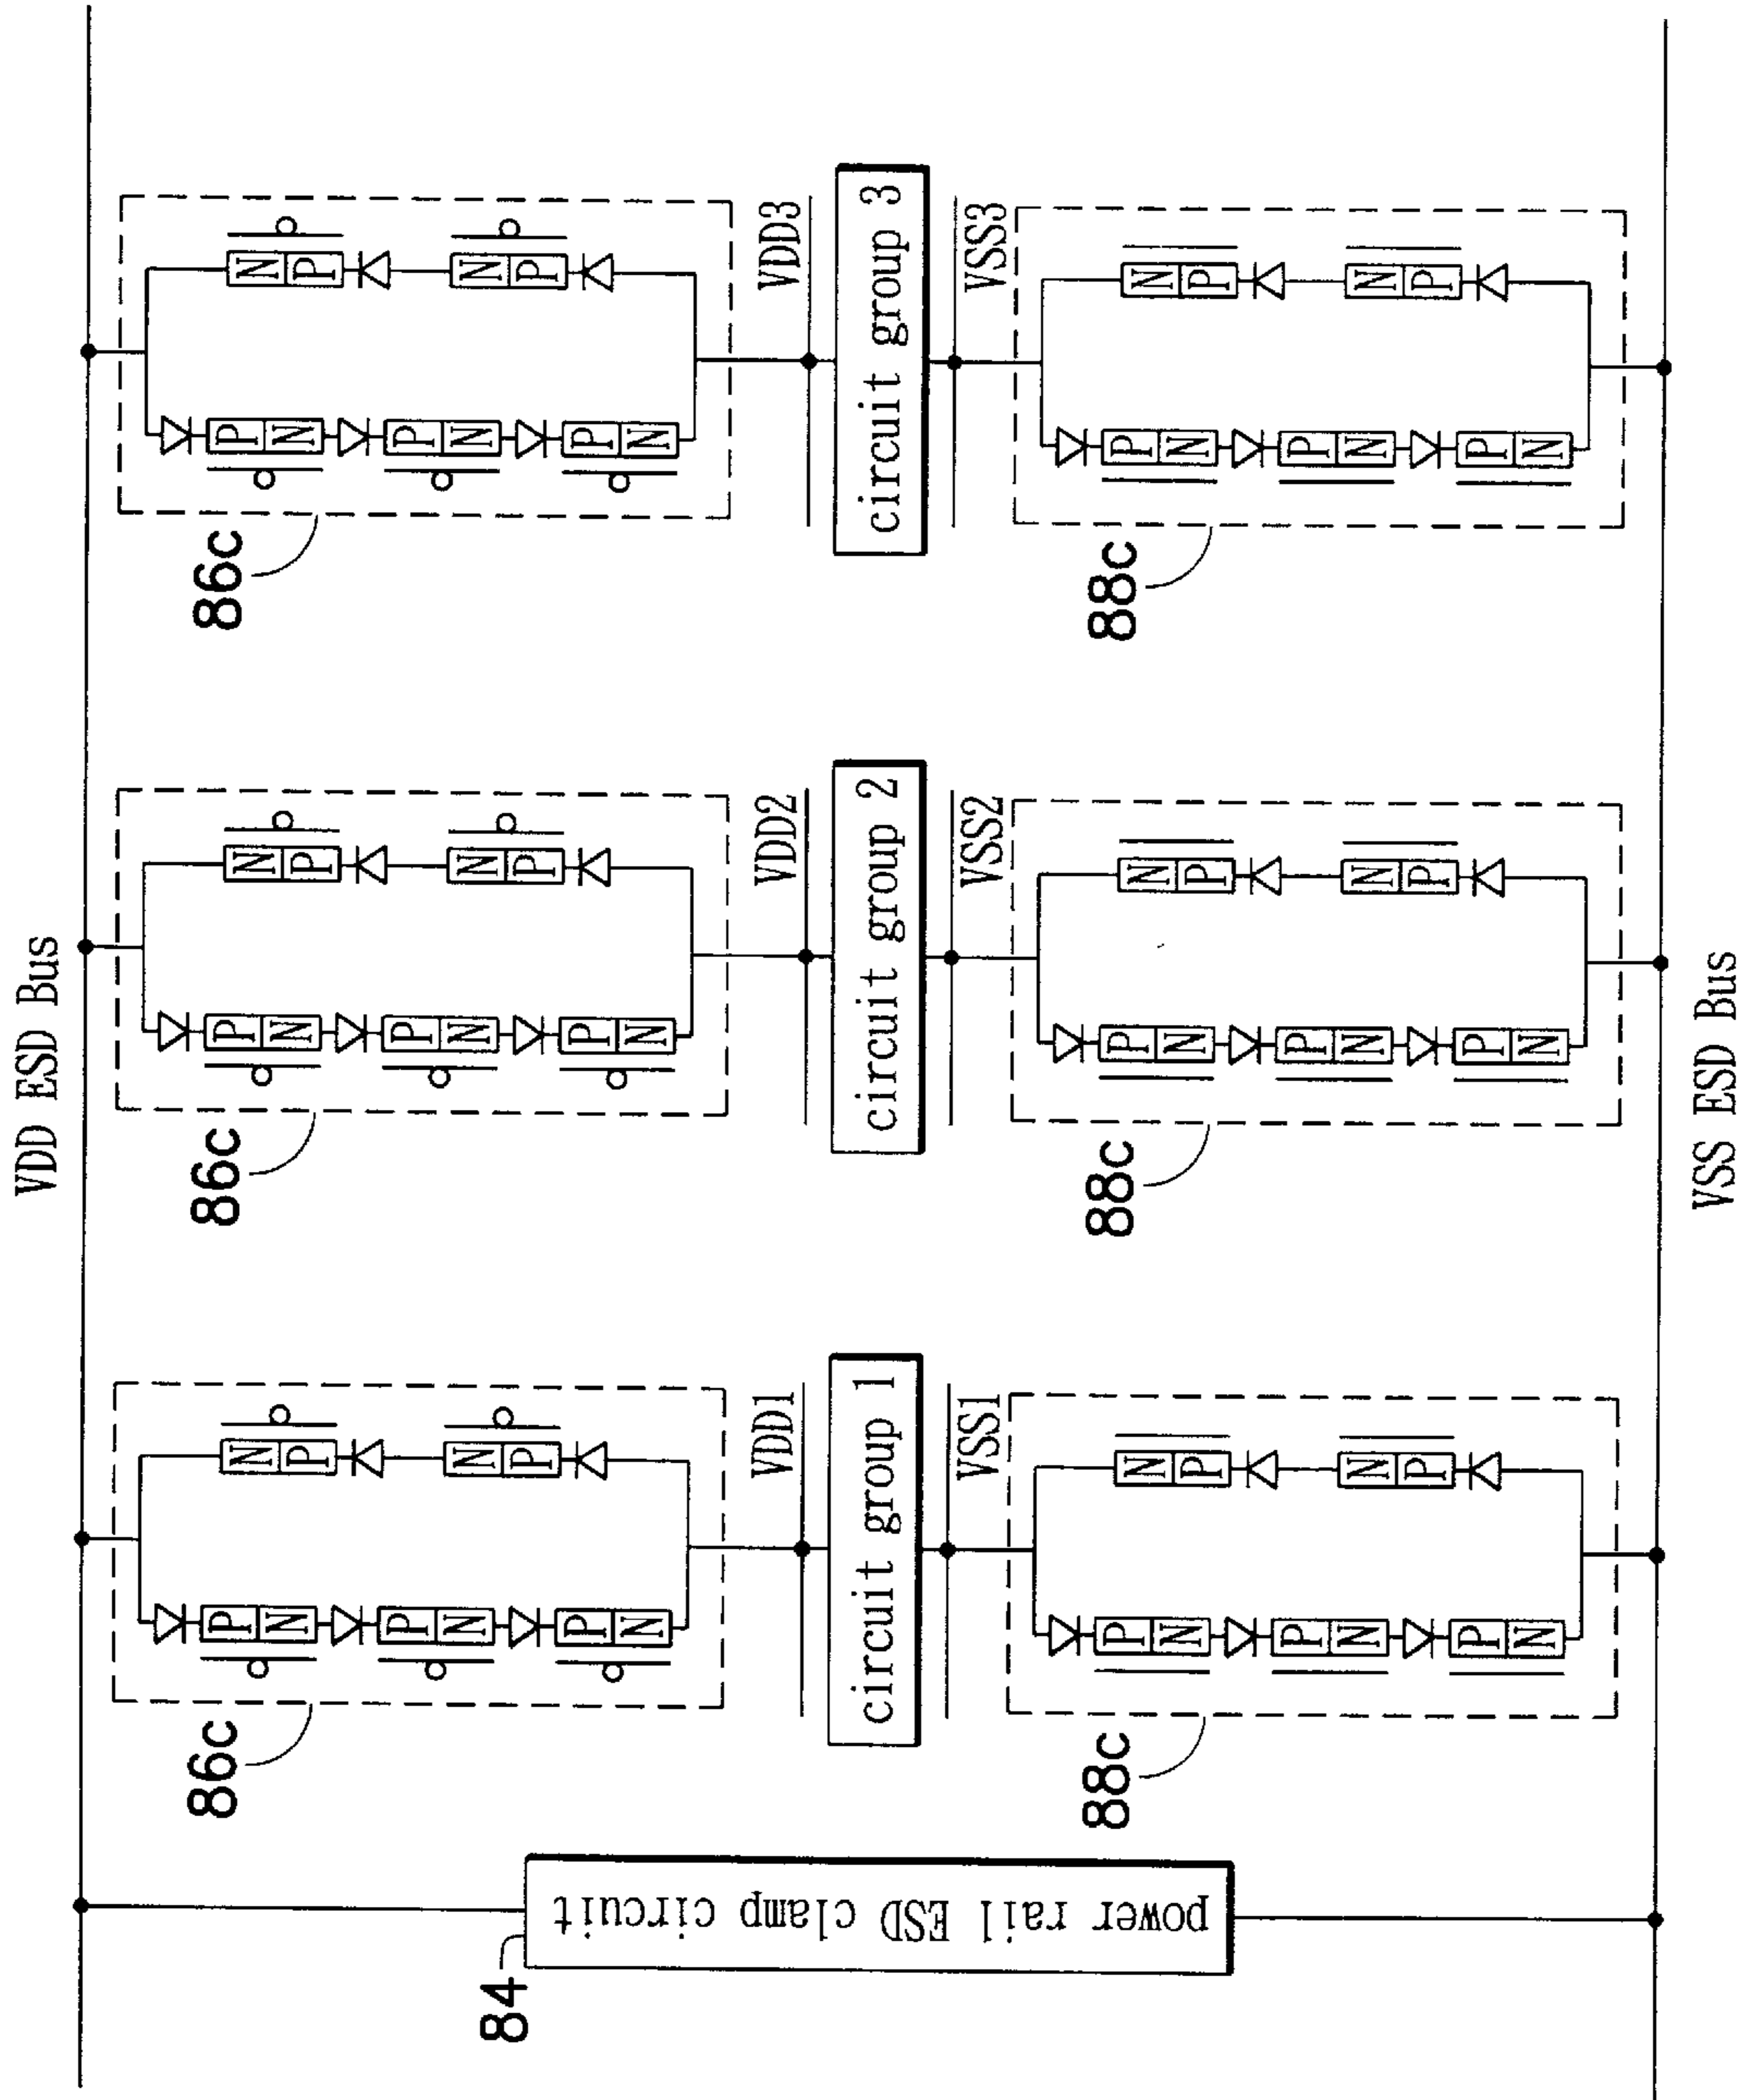 VDD ESD Bus
86c
N P
N P
P N
P N
P N
86c
N P
N P
P N
P N
P N
86c
N P
N P
P N
P N
P N
VDD1
VDD2
VDD3
84
power rail ESD clamp circuit
circuit group 1
circuit group 2
circuit group 3
VSS1
VSS2
VSS3
88c
N P
N P
P N
P N
P N
88c
N P
N P
P N
P N
P N
88c
N P
N P
P N
P N
P N
VSS ESD Bus